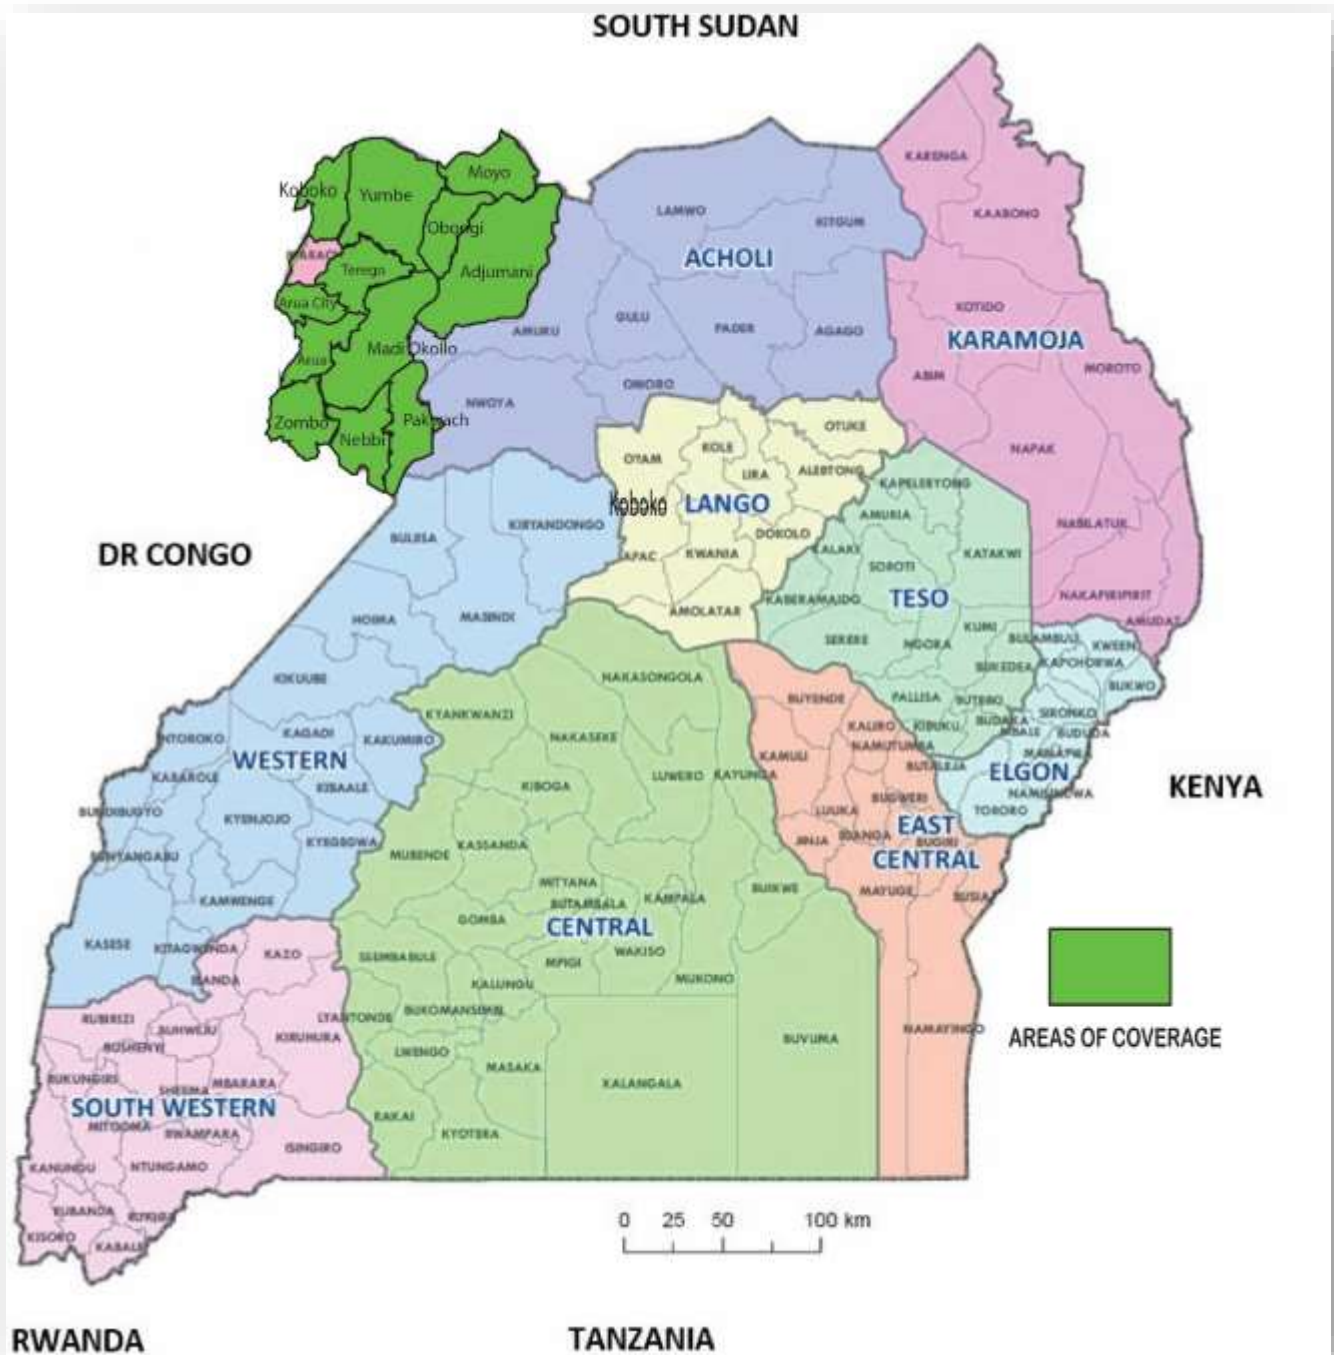 SOUTH SUDAN
KARENGA
Moyo
Koboko
Yumbe
LAMWO
KAABONG
KITGUM
Obongi
ACHOLI
Terego
Adjumani
Arua City
KOTIDO
GULU
PADER
AGAGO
AMURU
KARAMOJA
Madi Okollo
Arua
MOROTO
ABIM
OMORO
NWOYA
Zombo
Pakwach
Nebbi
OTUKE
KOLE
NAPAK
OYAM
LIRA
ALEBTONG
KAPELEBYONG
Koboko
LANGO
AMURIA
KIRYANDONGO
NABILATUK
BULIISA
DOKOLO
DR CONGO
APAC
KWANIA
KALAKI
KATAKWI
SOROTI
TESO
KABERAMAIDO
NAKAPIRIPIRIT
AMOLATAR
HOIMA
MASINDI
AMUDAT
KUMI
SERERE
NGORA
BULAMBULI
KWEEN
KAPCHORWA
BUKEDEA
KIKUUBE
NAKASONGOLA
BUKWO
BUYENDE
PALLISA
BUTEBO
KYANKWANZI
SIRONKO
BUDAKA
KALIRO
KIBUKU
MBALE
BUDUDA
KAGADI
NTOROKO
KAKUMIRO
NAKASEKE
NAMUTUMBA
WESTERN
KAMULI
BUTALEJA
ELGON
KABAROLE
LUWERO
KAYUNGA
KIBAALE
KIBOGA
KENYA
NAMISINDWA
BUGWERI
BUNDIBUGYO
LUUKA
TORORO
KYENJOJO
EAST
CENTRAL
KYEGEGWA
KASSANDA
JINJA
IGANGA
BUGIRI
MUBENDE
BUNYANGABU
MITYANA
BUIKWE
MAYUGE
BUSIA
KAMWENGE
BUTAMBALA
KAMPALA
GOMBA
CENTRAL
KASESE
KITAGWENDA
KAZO
SSEMBABULE
MPIGI
WAKISO
MUKONO
IBANDA
KALUNGU
RUBIRIZI
LYANTONDE
BUKOMANSIMBI
BUHWEJU
KIRUHURA
BUVUMA
NAMAYINGO
AREAS OF COVERAGE
LWENGO
MASAKA
MBARARA
SHEEMA
KALANGALA
SOUTH WESTERN
MITOOMA
RWAMPARA
RAKAI
KYOTERA
ISINGIRO
KANUNGU
NTUNGAMO
RUBANDA
KISORO
KABALE
0 25 50 100 km
RWANDA
TANZANIA